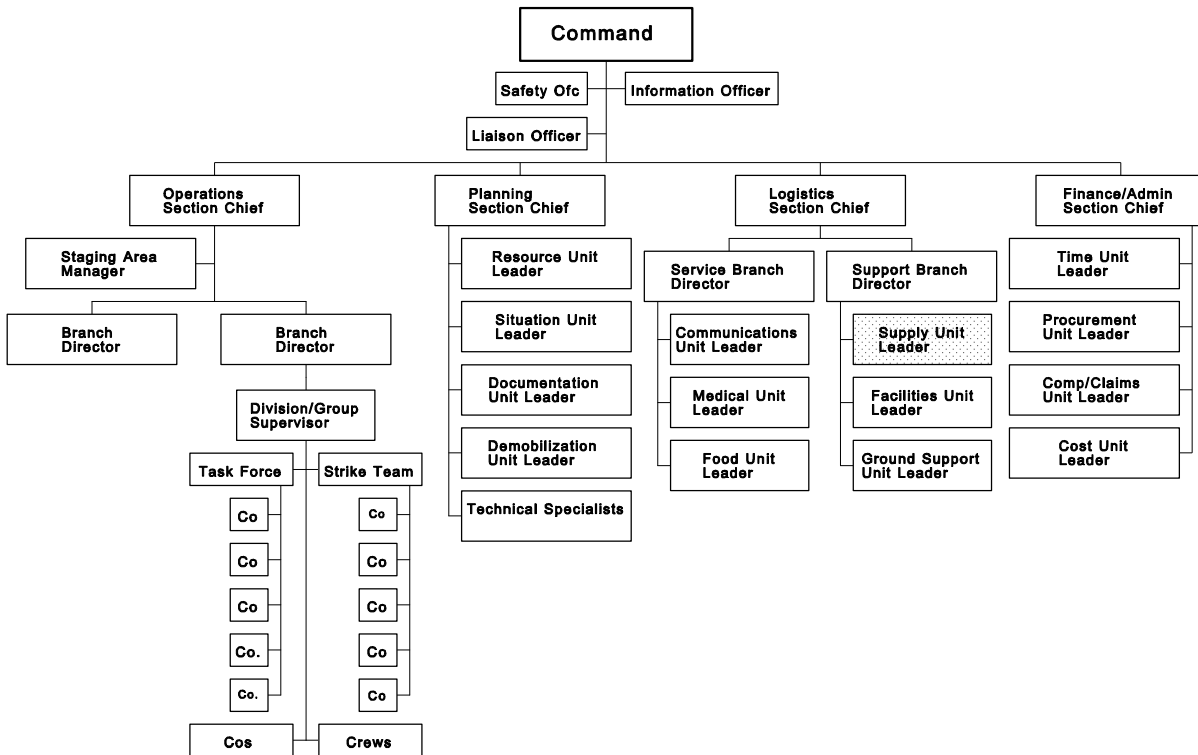 Command
Safety Ofc
Information Officer
Liaison Officer
Operations
Section Chief
Planning
Section Chief
Logistics
Section Chief
Finance/Admin
Section Chief
Staging Area
Manager
Branch
Director
Branch
Director
Division/Group
Supervisor
Task Force
Strike Team
Co
Co
Co
Co.
Co.
Co
Co
Co
Co
Co
Cos
Crews
Resource Unit
Leader
Situation Unit
Leader
Documentation
Unit Leader
Demobilization
Unit Leader
Technical Specialists
Service Branch
Director
Communications
Unit Leader
Medical Unit
Leader
Food Unit
Leader
Support Branch
Director
Supply Unit
Leader
Facilities Unit
Leader
Ground Support
Unit Leader
Time Unit
Leader
Procurement
Unit Leader
Comp/Claims
Unit Leader
Cost Unit
Leader